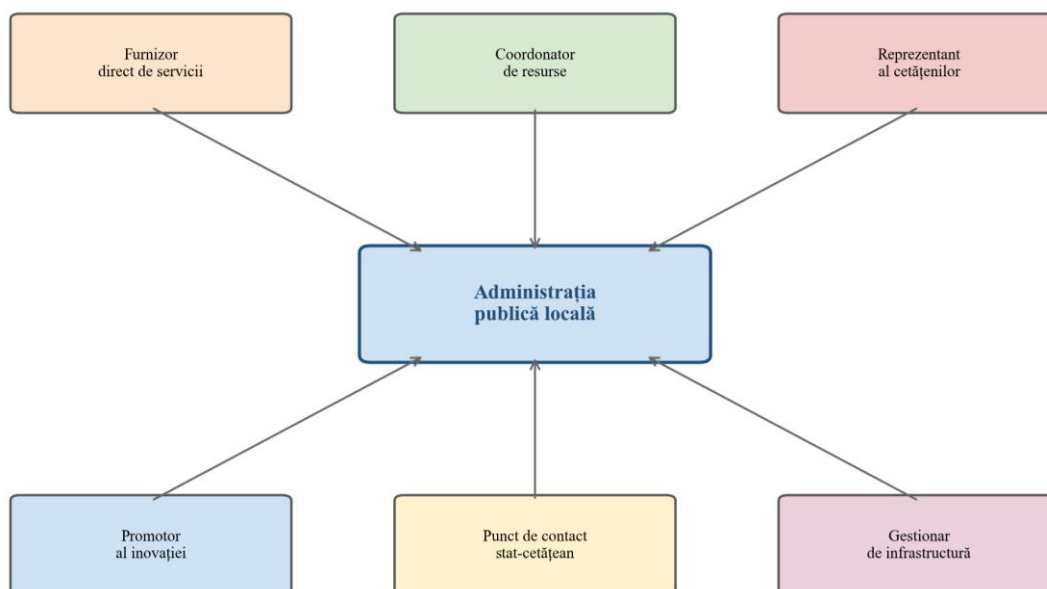 Furnizor
direct de servicii
Coordonator
de resurse
Reprezentant
al cetățenilor
Administrația
publică locală
Promotor
al inovației
Punct de contact
stat-cetățean
Gestionar
de infrastructură